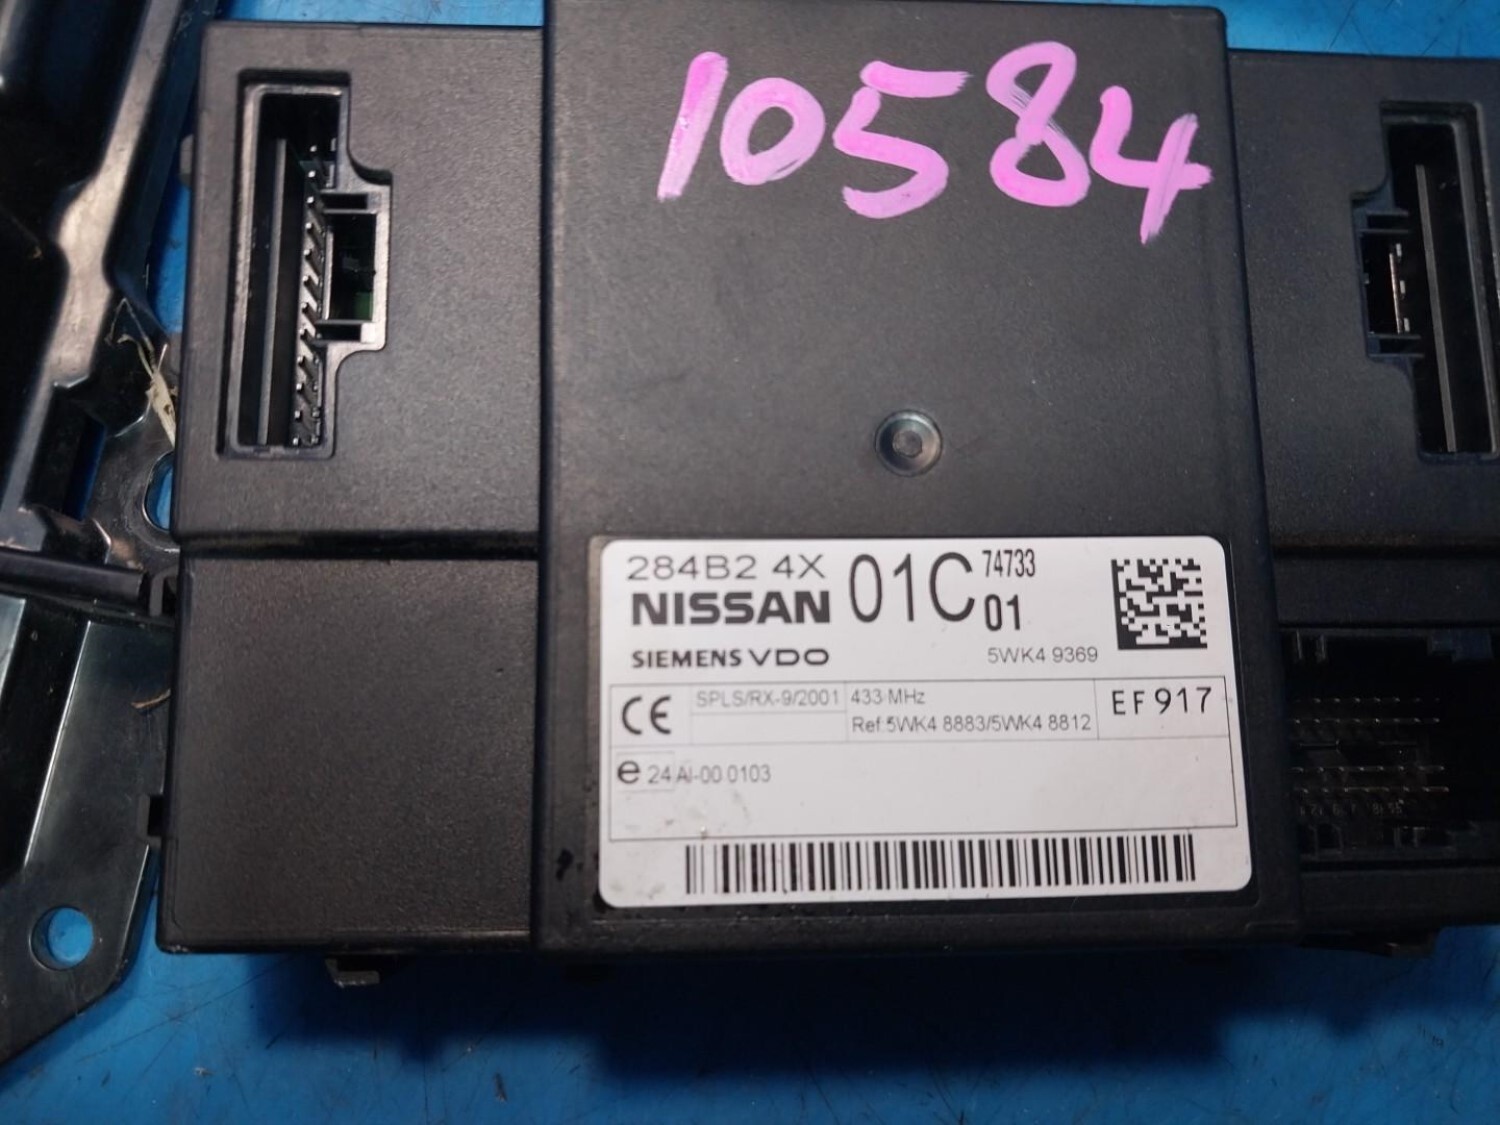 10584
284B2 4X 01C 74733
NISSAN 01
SIEMENS VDO 5WK4 9369
CE SPLS/RX-9/2001 433 MHz EF917
Ref:5WK4 8883/5WK4 8812
e 24 AI-00 0103